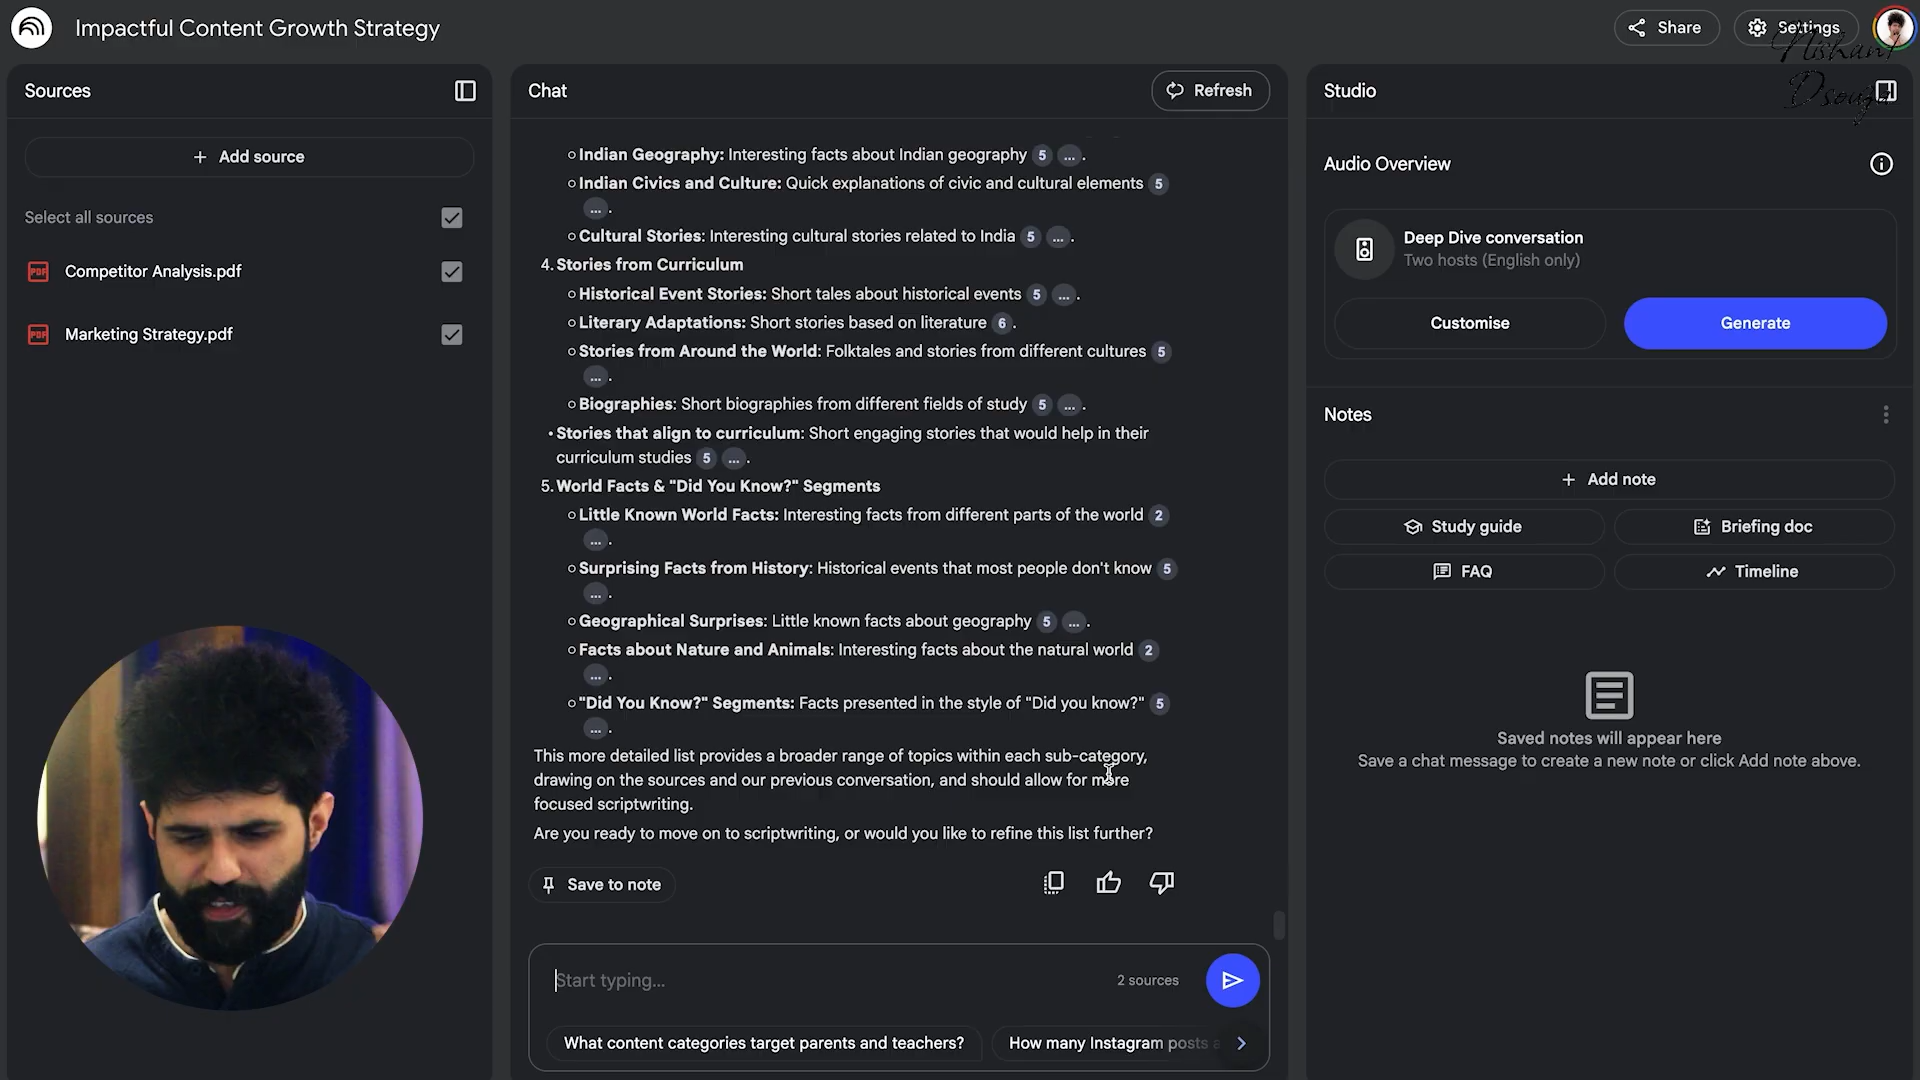 Impactful Content Growth Strategy
Share
Settings
Nishant
Dsouza
Sources
Add source
Select all sources
PDF Competitor Analysis.pdf
PDF Marketing Strategy.pdf
Chat
Refresh
Indian Geography: Interesting facts about Indian geography 5 ... .
Indian Civics and Culture: Quick explanations of civic and cultural elements 5
... .
Cultural Stories: Interesting cultural stories related to India 5 ... .
4. Stories from Curriculum
Historical Event Stories: Short tales about historical events 5 ... .
Literary Adaptations: Short stories based on literature 6 .
Stories from Around the World: Folktales and stories from different cultures 5
... .
Biographies: Short biographies from different fields of study 5 ... .
Stories that align to curriculum: Short engaging stories that would help in their
curriculum studies 5 ... .
5. World Facts & "Did You Know?" Segments
Little Known World Facts: Interesting facts from different parts of the world 2
... .
Surprising Facts from History: Historical events that most people don't know 5
... .
Geographical Surprises: Little known facts about geography 5 ... .
Facts about Nature and Animals: Interesting facts about the natural world 2
... .
"Did You Know?" Segments: Facts presented in the style of "Did you know?" 5
... .
This more detailed list provides a broader range of topics within each sub-category,
drawing on the sources and our previous conversation, and should allow for more
focused scriptwriting.
Are you ready to move on to scriptwriting, or would you like to refine this list further?
Save to note
Start typing...
2 sources
What content categories target parents and teachers?
How many Instagram posts a
Studio
Audio Overview
Deep Dive conversation
Two hosts (English only)
Customise
Generate
Notes
Add note
Study guide
Briefing doc
FAQ
Timeline
Saved notes will appear here
Save a chat message to create a new note or click Add note above.